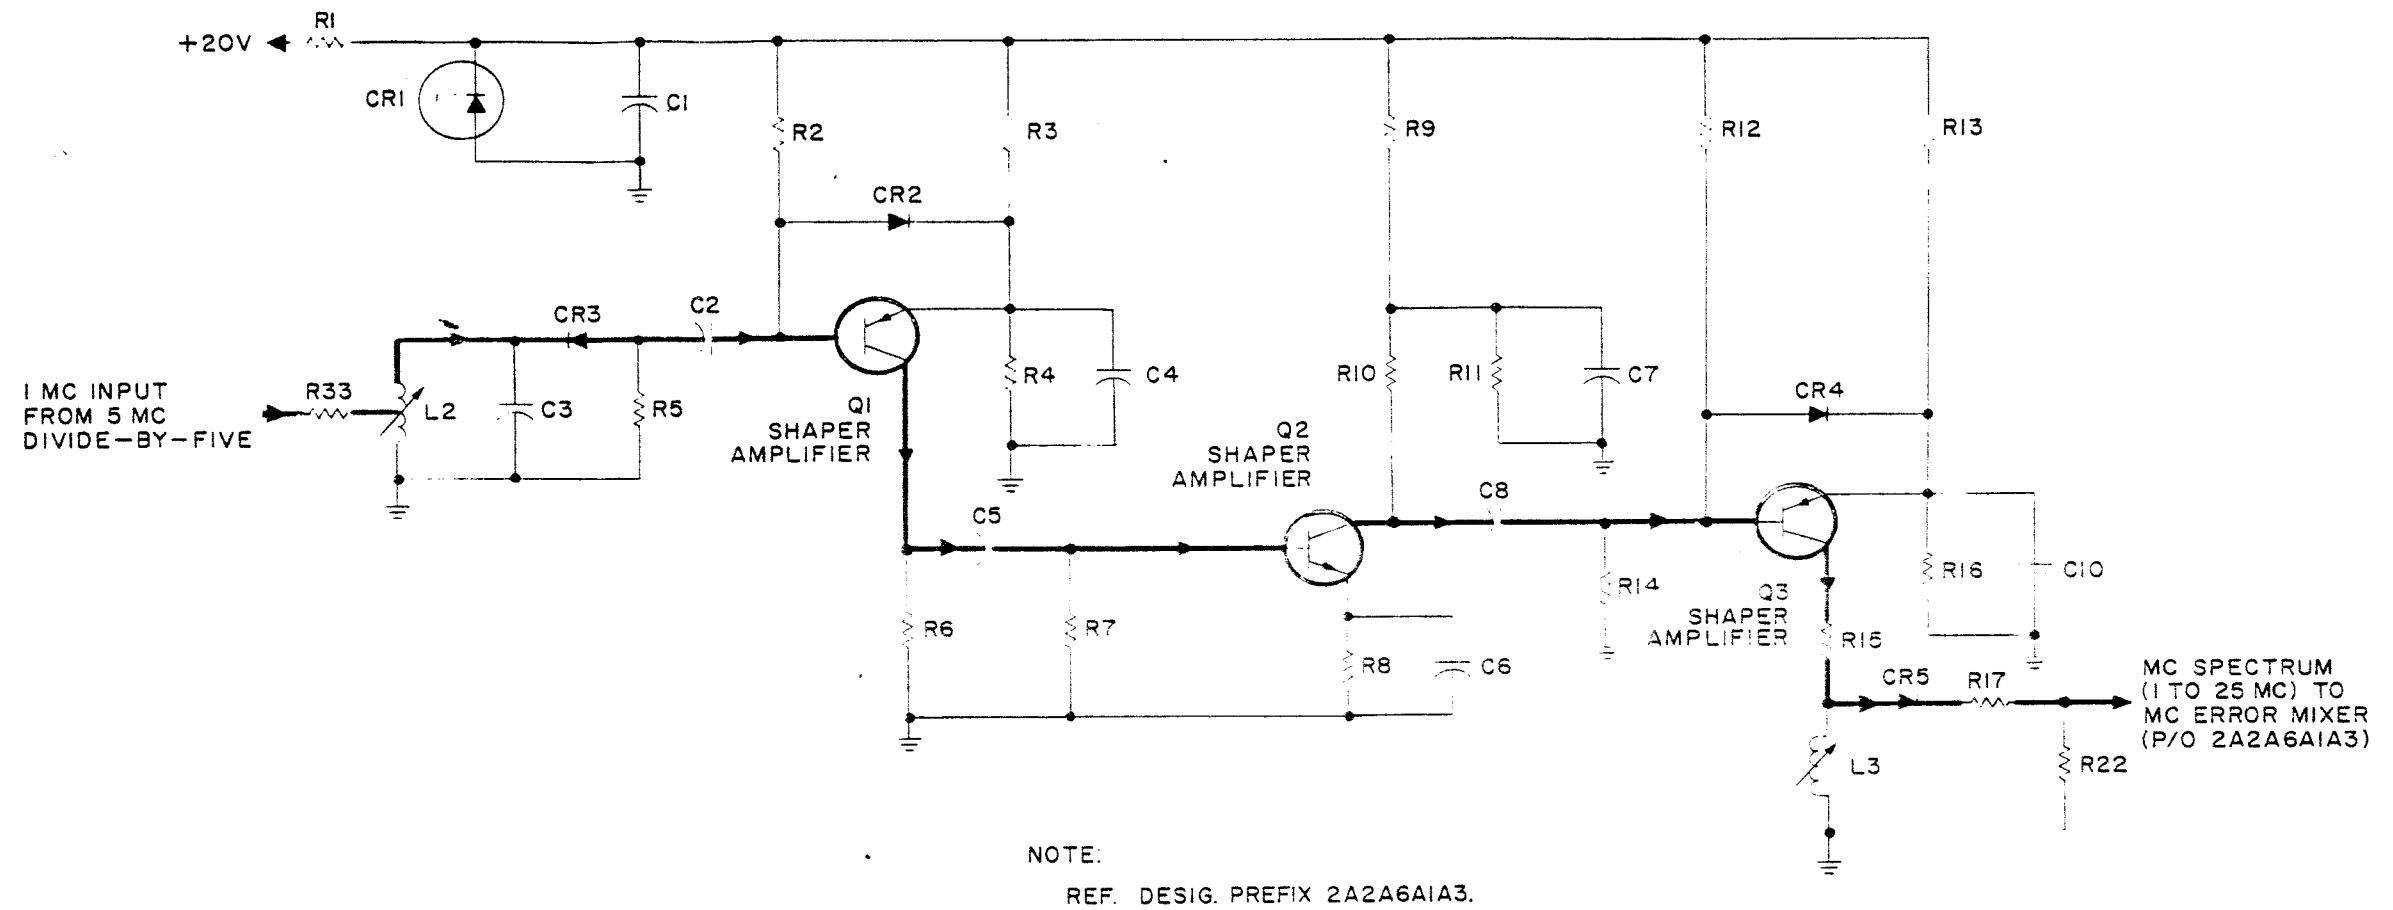 R1
+20V
CR1
C1
R2
R3
R9
R12
R13
CR2
CR3
C2
1 MC INPUT
FROM 5 MC
DIVIDE-BY-FIVE
R33
L2
C3
R5
Q1
SHAPER
AMPLIFIER
R4
C4
R10
R11
C7
CR4
Q2
SHAPER
AMPLIFIER
C5
C8
R6
R7
R8
C6
R14
Q3
SHAPER
AMPLIFIER
R15
R16
C10
CR5
R17
MC SPECTRUM
(1 TO 25 MC) TO
MC ERROR MIXER
(P/O 2A2A6A1A3)
L3
R22
NOTE:
REF. DESIG. PREFIX 2A2A6A1A3.